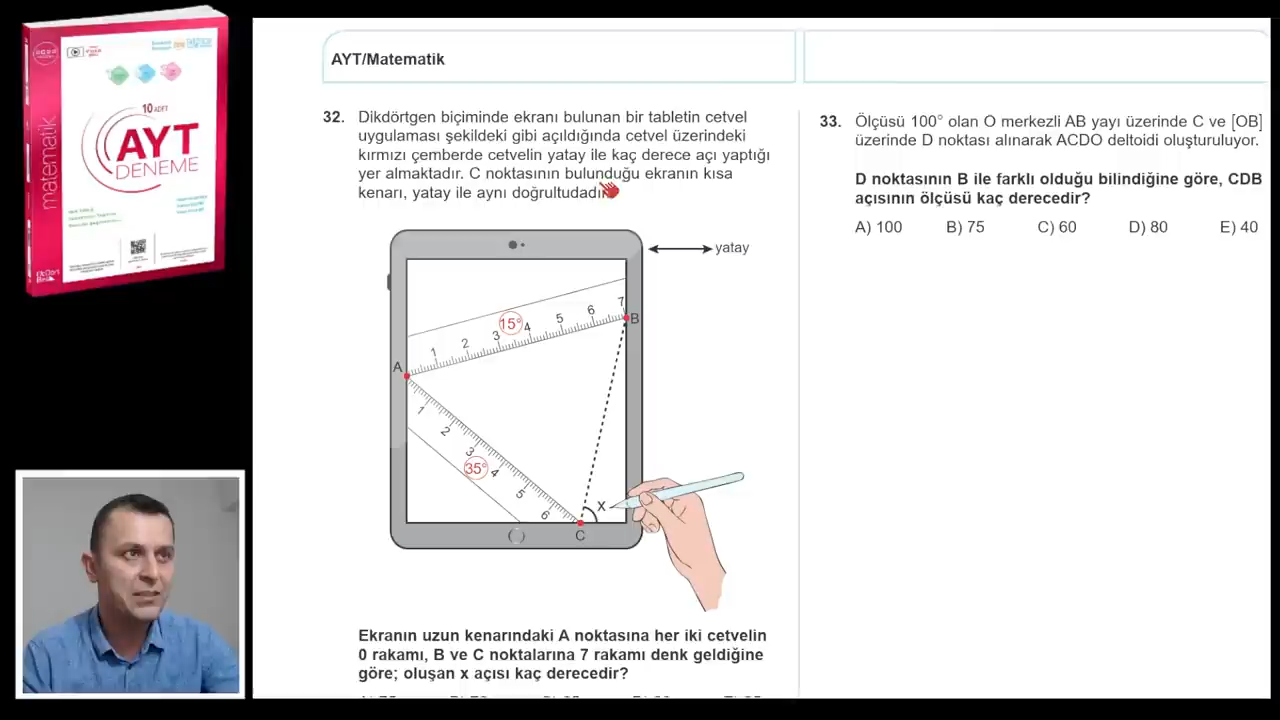 10 ADET
AYT
DENEME
matematik
AYT/Matematik
32. Dikdörtgen biçiminde ekranı bulunan bir tabletin cetvel
uygulaması şekildeki gibi açıldığında cetvel üzerindeki
kırmızı çemberde cetvelin yatay ile kaç derece açı yaptığı
yer almaktadır. C noktasının bulunduğu ekranın kısa
kenarı, yatay ile aynı doğrultudadır.
yatay
15°
1 2 3 4 5 6 7
B
A
35°
1 2 3 4 5 6
x
C
Ekranın uzun kenarındaki A noktasına her iki cetvelin
0 rakamı, B ve C noktalarına 7 rakamı denk geldiğine
göre; oluşan x açısı kaç derecedir?
33. Ölçüsü 100° olan O merkezli AB yayı üzerinde C ve [OB]
üzerinde D noktası alınarak ACDO deltoidi oluşturuluyor.
D noktasının B ile farklı olduğu bilindiğine göre, CDB
açısının ölçüsü kaç derecedir?
A) 100 B) 75 C) 60 D) 80 E) 40